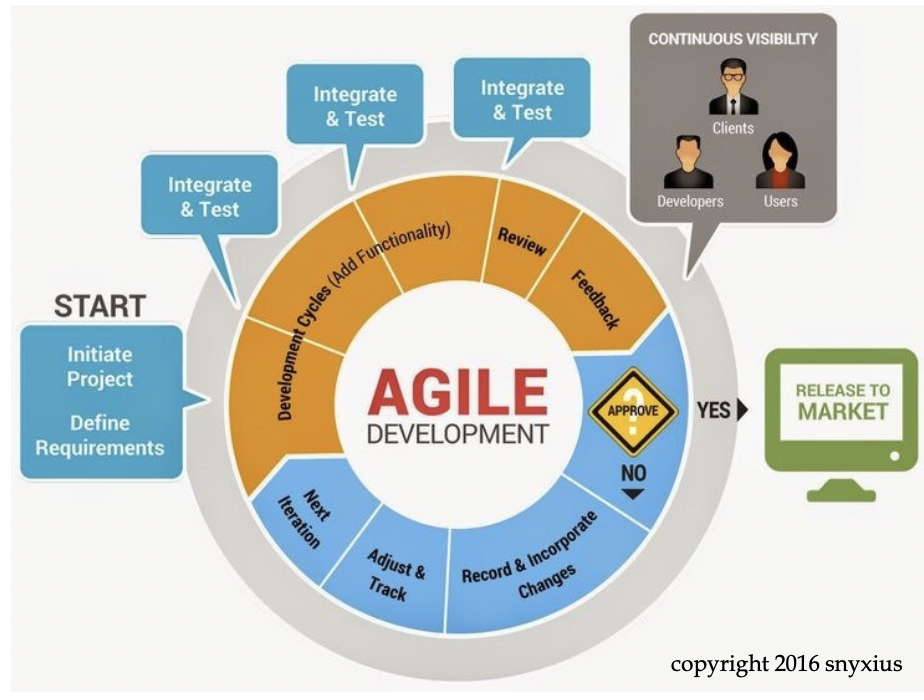 CONTINUOUS VISIBILITY
Clients
Developers
Users
Integrate
& Test
Integrate
& Test
Integrate
& Test
START
Initiate
Project
Define
Requirements
Development Cycles (Add Functionality)
Review
Feedback
AGILE
DEVELOPMENT
?
APPROVE
YES
RELEASE TO
MARKET
NO
Record & Incorporate
Changes
Adjust &
Track
Next
Iteration
copyright 2016 snyxius